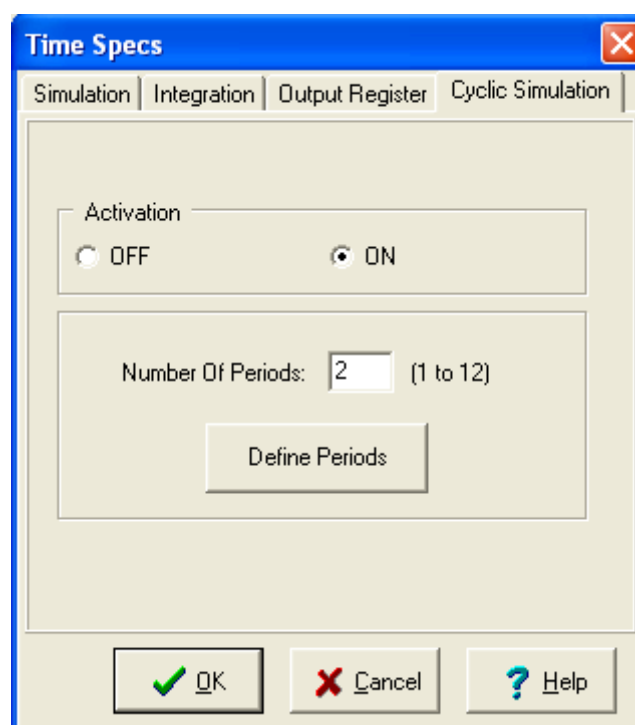 Time Specs
Simulation Integration Output Register Cyclic Simulation
Activation
OFF ON
Number Of Periods: 2 (1 to 12)
Define Periods
OK Cancel Help